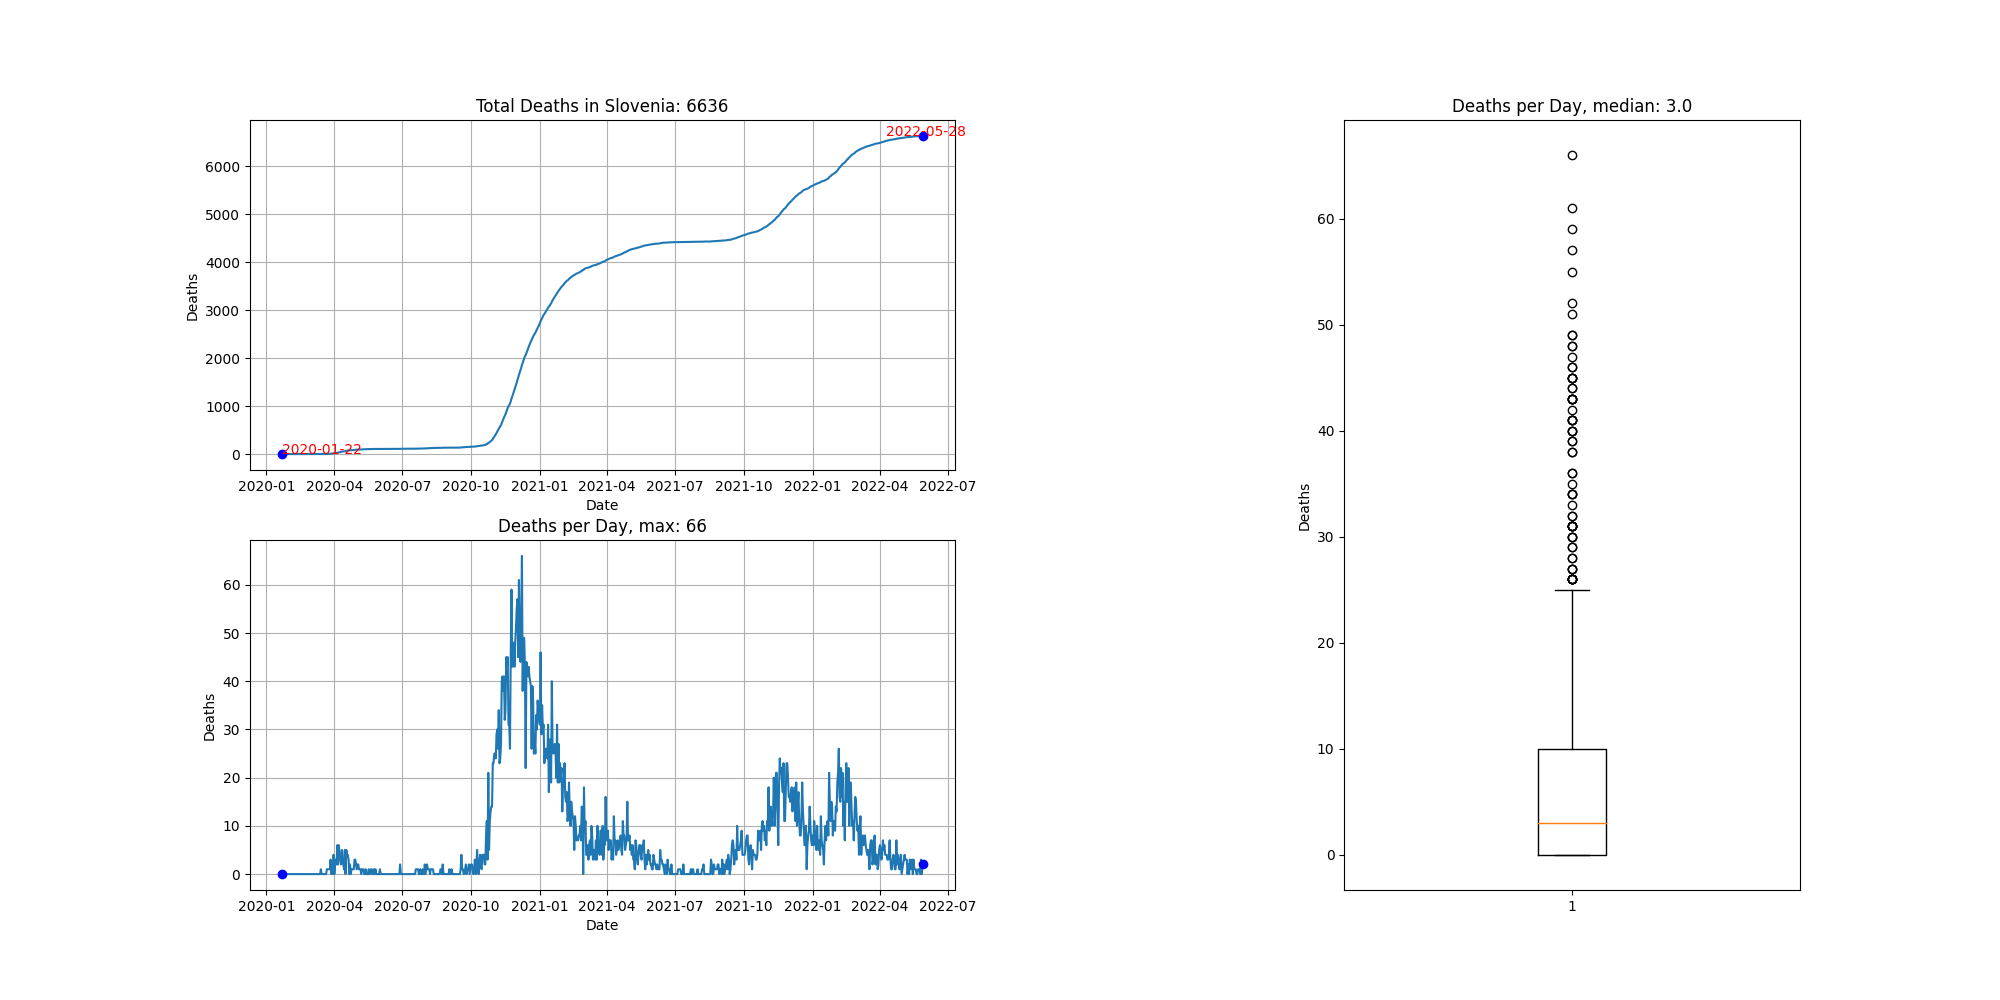 Total Deaths in Slovenia: 6636
Deaths
6000
5000
4000
3000
2000
1000
0
2020-01-22
2022-05-28
2020-01 2020-04 2020-07 2020-10 2021-01 2021-04 2021-07 2021-10 2022-01 2022-04 2022-07
Date
Deaths per Day, max: 66
Deaths
60
50
40
30
20
10
0
2020-01 2020-04 2020-07 2020-10 2021-01 2021-04 2021-07 2021-10 2022-01 2022-04 2022-07
Date
Deaths per Day, median: 3.0
Deaths
60
50
40
30
20
10
0
1